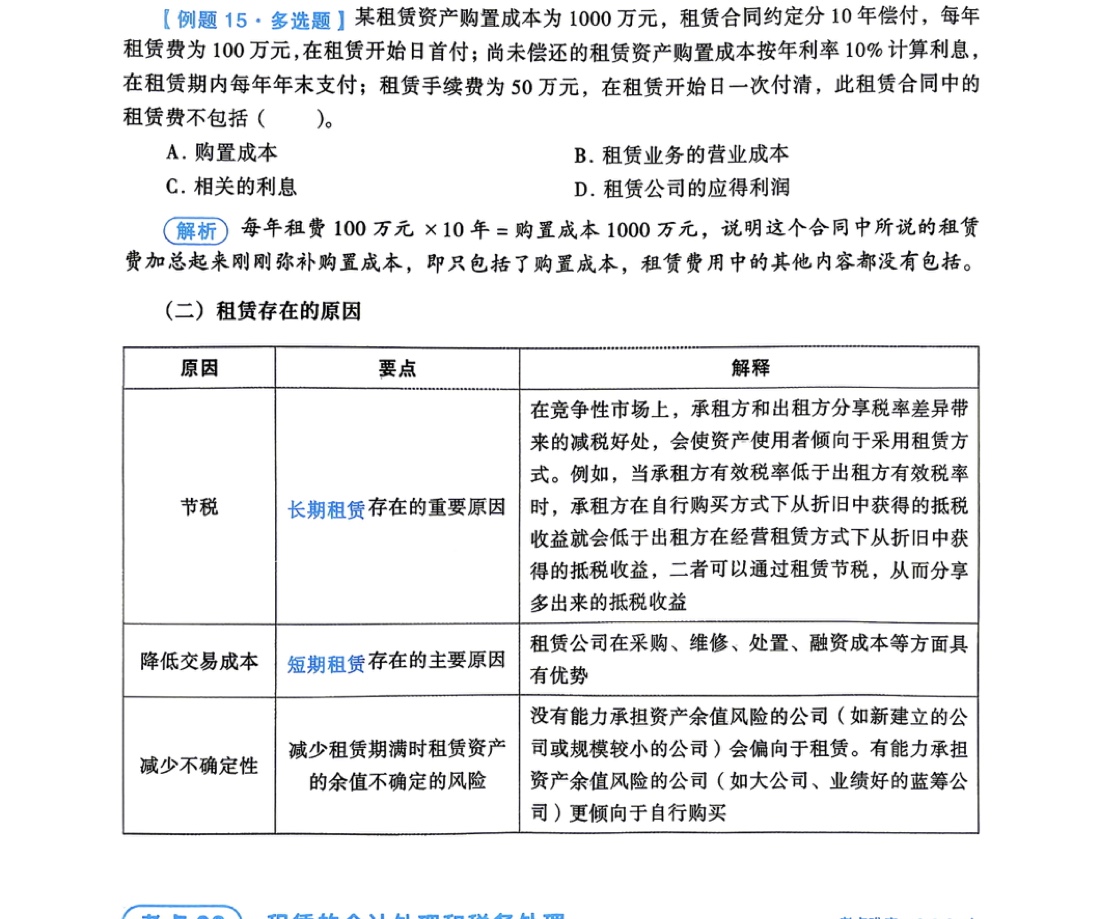 【例题 15·多选题】某租赁资产购置成本为 1000 万元，租赁合同约定分 10 年偿付，每年
租赁费为 100 万元，在租赁开始日首付；尚未偿还的租赁资产购置成本按年利率 10% 计算利息，
在租赁期内每年年末支付；租赁手续费为 50 万元，在租赁开始日一次付清，此租赁合同中的
租赁费不包括（　　）。
A. 购置成本
B. 租赁业务的营业成本
C. 相关的利息
D. 租赁公司的应得利润
解析 每年租费 100 万元 ×10 年 = 购置成本 1000 万元，说明这个合同中所说的租赁
费加总起来刚刚弥补购置成本，即只包括了购置成本，租赁费用中的其他内容都没有包括。
（二）租赁存在的原因
原因 要点 解释
节税
长期租赁存在的重要原因
在竞争性市场上，承租方和出租方分享税率差异带
来的减税好处，会使资产使用者倾向于采用租赁方
式。例如，当承租方有效税率低于出租方有效税率
时，承租方在自行购买方式下从折旧中获得的抵税
收益就会低于出租方在经营租赁方式下从折旧中获
得的抵税收益，二者可以通过租赁节税，从而分享
多出来的抵税收益
降低交易成本
短期租赁存在的主要原因
租赁公司在采购、维修、处置、融资成本等方面具
有优势
减少不确定性
减少租赁期满时租赁资产
的余值不确定的风险
没有能力承担资产余值风险的公司（如新建立的公
司或规模较小的公司）会偏向于租赁。有能力承担
资产余值风险的公司（如大公司、业绩好的蓝筹公
司）更倾向于自行购买
租赁的会计处理和税务处理